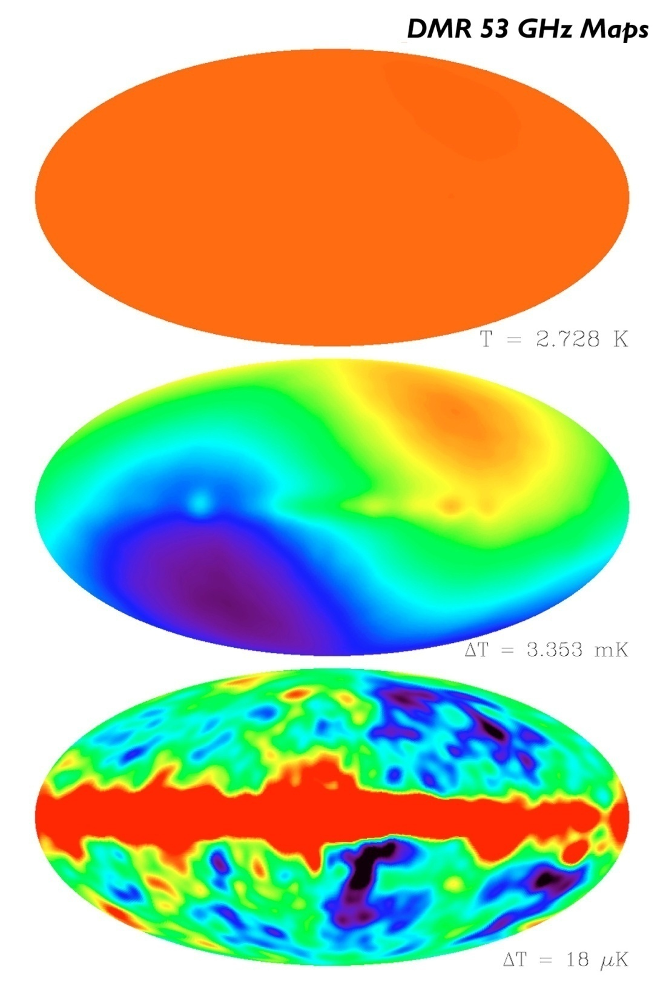 DMR 53 GHz Maps
T = 2.728 K
ΔT = 3.353 mK
ΔT = 18 μK